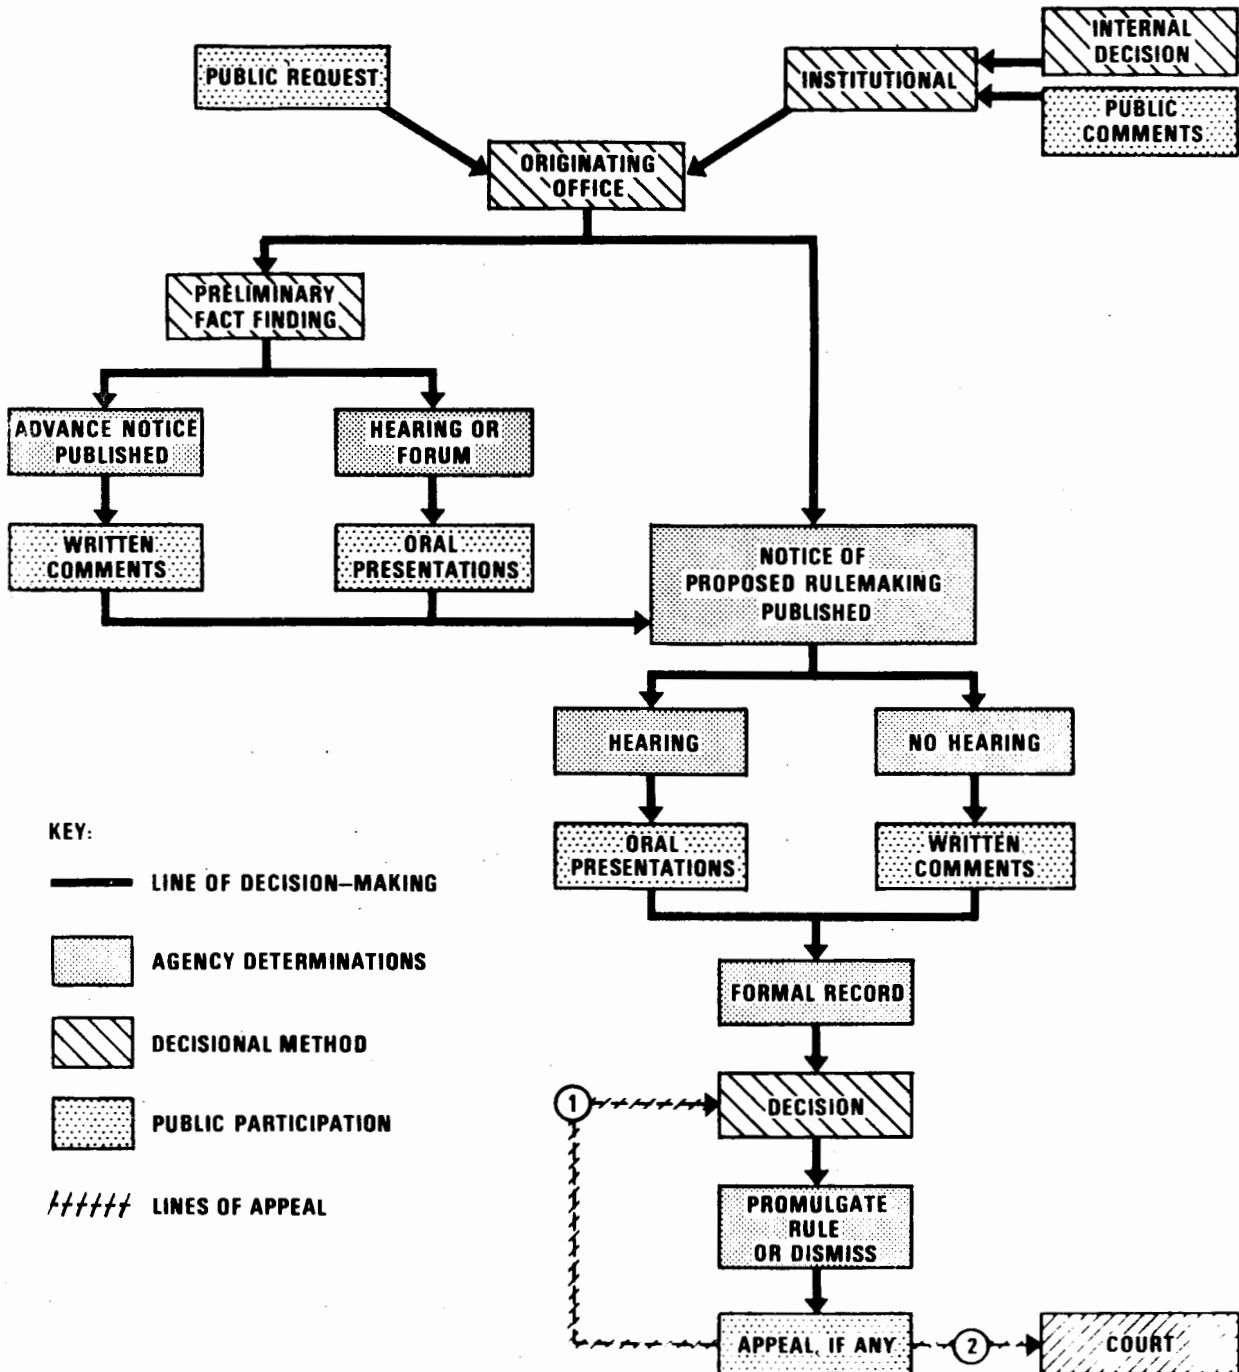 INTERNAL
DECISION
PUBLIC REQUEST
INSTITUTIONAL
PUBLIC
COMMENTS
ORIGINATING
OFFICE
PRELIMINARY
FACT FINDING
ADVANCE NOTICE
PUBLISHED
HEARING OR
FORUM
WRITTEN
COMMENTS
ORAL
PRESENTATIONS
NOTICE OF
PROPOSED RULEMAKING
PUBLISHED
HEARING
NO HEARING
ORAL
PRESENTATIONS
WRITTEN
COMMENTS
KEY:
LINE OF DECISION—MAKING
AGENCY DETERMINATIONS
DECISIONAL METHOD
PUBLIC PARTICIPATION
LINES OF APPEAL
FORMAL RECORD
1
DECISION
PROMULGATE
RULE
OR DISMISS
APPEAL, IF ANY
2
COURT